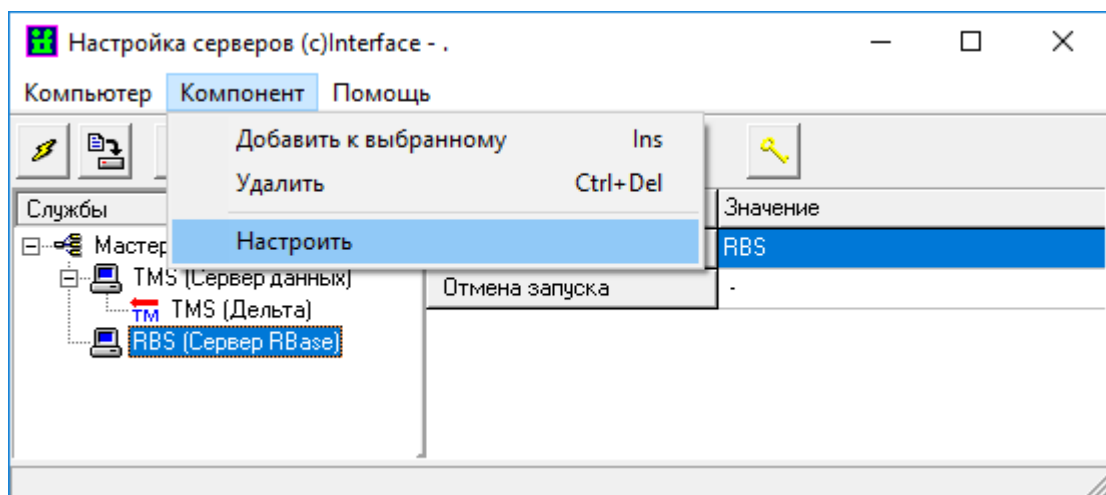 Настройка серверов (c)Interface - .
Компьютер Компонент Помощь
Добавить к выбранному Ins
Удалить Ctrl+Del
Настроить
Службы Значение
Мастер RBS
TMS (Сервер данных) Отмена запуска -
TM TMS (Дельта)
RBS (Сервер RBase)